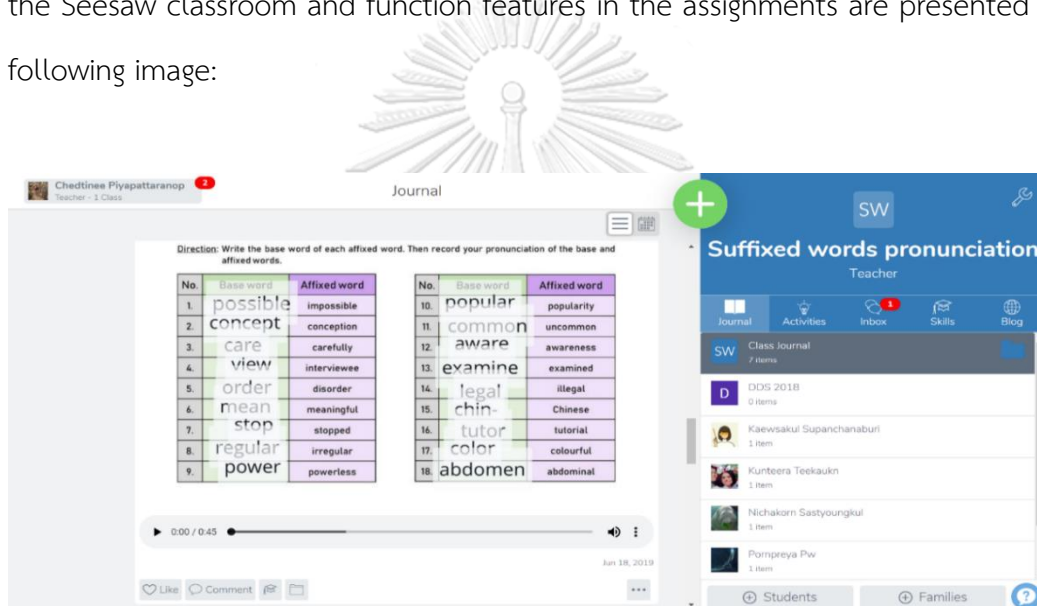 the Seesaw classroom and function features in the assignments are presented
following image:
Chedtinee Piyapattaranop
2
Teacher - 1 Class
Journal
Direction: Write the base word of each affixed word. Then record your pronunciation of the base and
affixed words.
No. Base word Affixed word
1. possible impossible
2. concept conception
3. care carefully
4. view interviewee
5. order disorder
6. mean meaningful
7. stop stopped
8. regular irregular
9. power powerless
No. Base word Affixed word
10. popular popularity
11. common uncommon
12. aware awareness
13. examine examined
14. legal illegal
15. chin- Chinese
16. tutor tutorial
17. color colourful
18. abdomen abdominal
0:00 / 0:45
Jun 18, 2019
Like Comment
SW
Suffixed words pronunciation
Teacher
1
Journal Activities Inbox Skills Blog
SW
Class Journal
7 items
D
DDS 2018
0 items
Kaewsakul Supanchanaburi
1 item
Kunteera Teekaukn
1 item
Nichakorn Sastyoungkul
1 item
Pornpreya Pw
1 item
Students Families ?